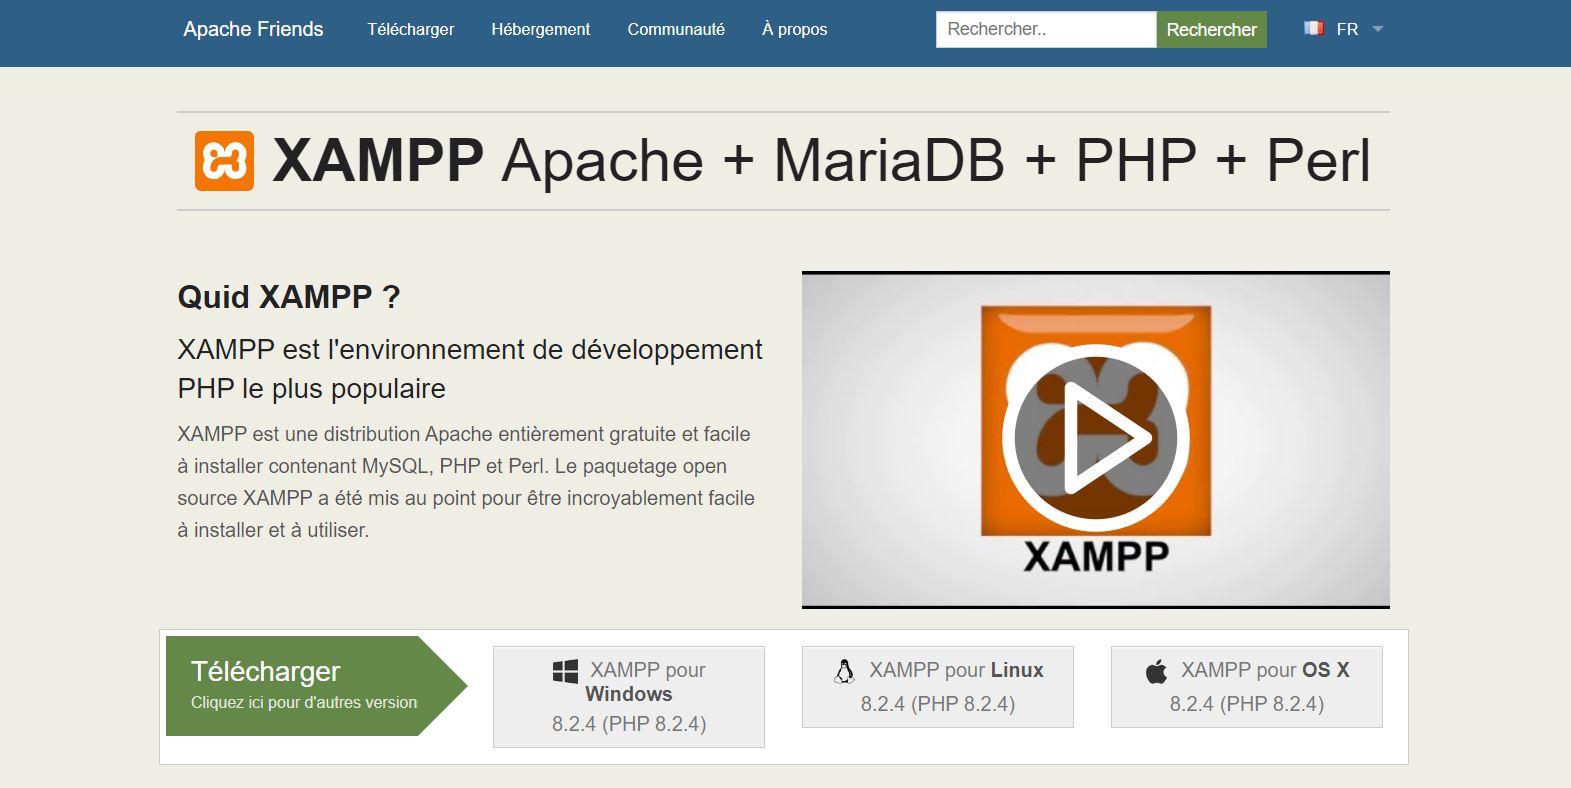 Apache Friends Télécharger Hébergement Communauté À propos Rechercher.. Rechercher FR
XAMPP Apache + MariaDB + PHP + Perl
Quid XAMPP ?
XAMPP est l'environnement de développement
PHP le plus populaire
XAMPP est une distribution Apache entièrement gratuite et facile
à installer contenant MySQL, PHP et Perl. Le paquetage open
source XAMPP a été mis au point pour être incroyablement facile
à installer et à utiliser.
XAMPP
Télécharger
Cliquez ici pour d'autres version
XAMPP pour
Windows
8.2.4 (PHP 8.2.4)
XAMPP pour Linux
8.2.4 (PHP 8.2.4)
XAMPP pour OS X
8.2.4 (PHP 8.2.4)